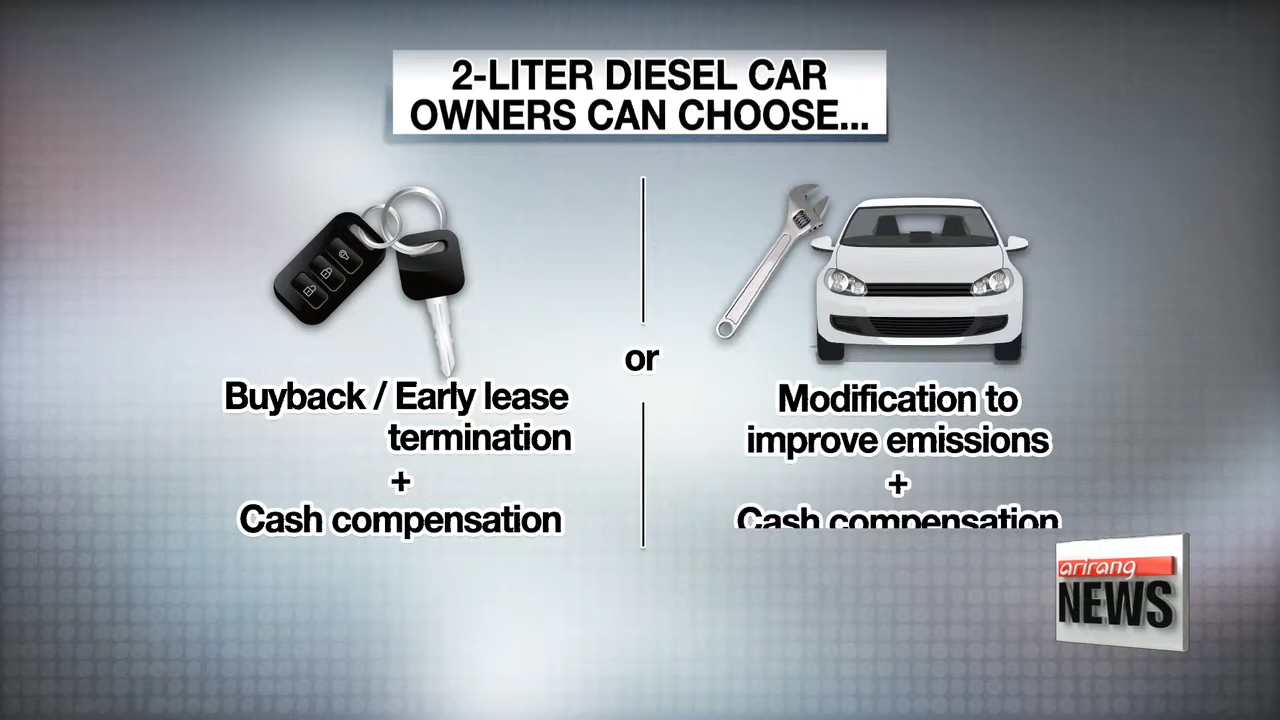 2-LITER DIESEL CAR
OWNERS CAN CHOOSE...
Buyback / Early lease
termination
+
Cash compensation
or
Modification to
improve emissions
+
Cash compensation
arirang
NEWS